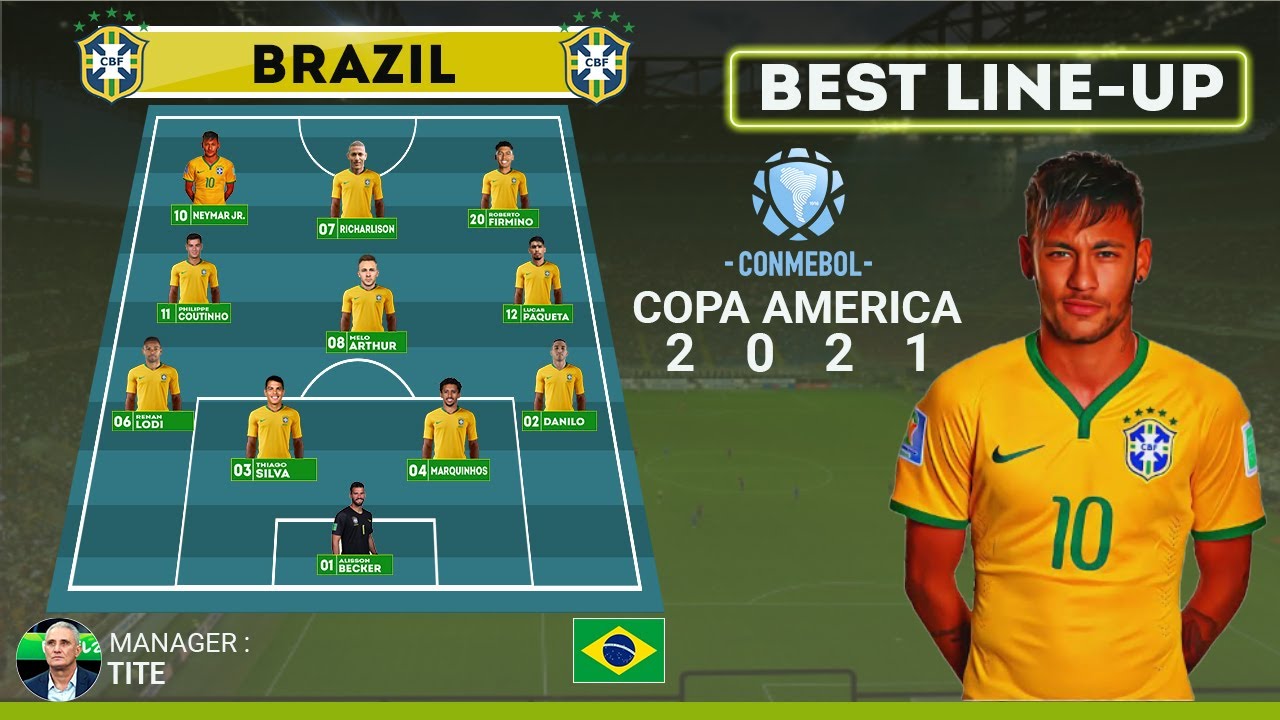 BRAZIL
CBF
CBF
BEST LINE-UP
10 NEYMAR JR.
07 RICHARLISON
20 ROBERTO
FIRMINO
11 PHILIPPE
COUTINHO
08 MELO
ARTHUR
12 LUCAS
PAQUETA
06 RENAN
LODI
03 THIAGO
SILVA
04 MARQUINHOS
02 DANILO
01 ALISSON
BECKER
MANAGER :
TITE
-CONMEBOL-
COPA AMERICA
2 0 2 1
CBF
10
10